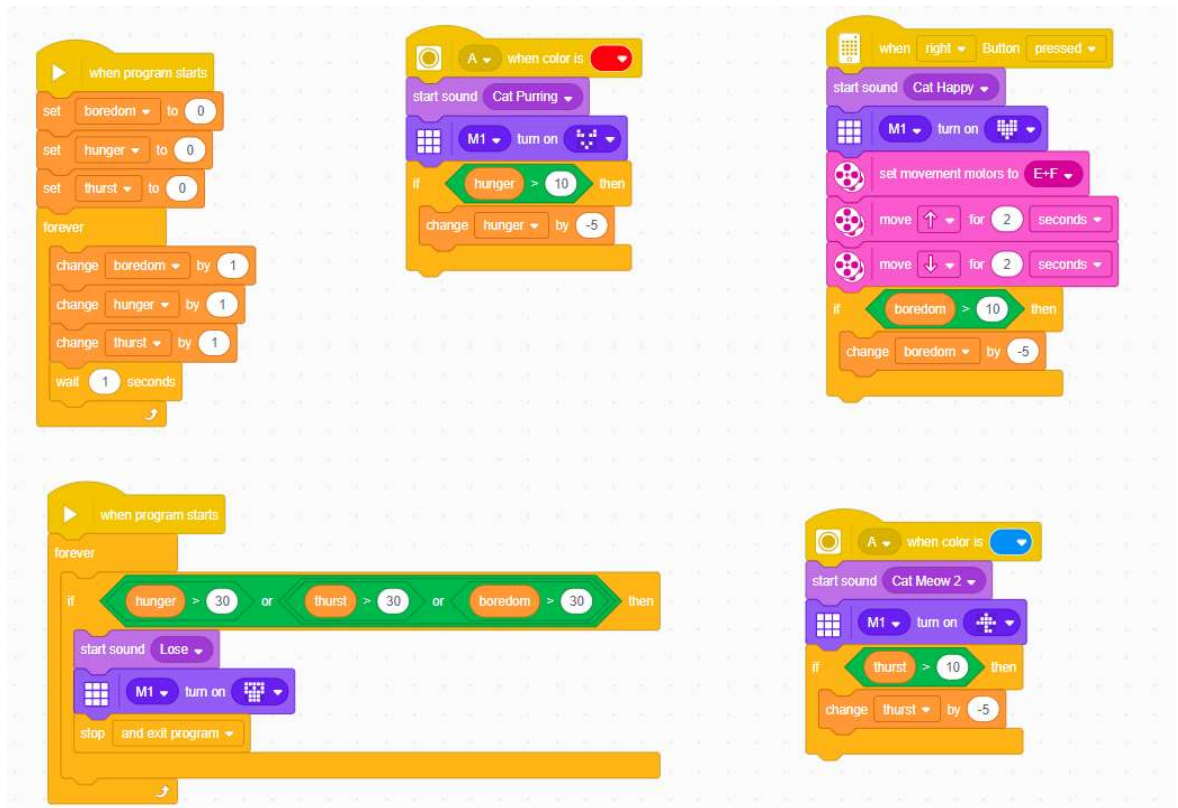 when program starts
set boredom to 0
set hunger to 0
set thurst to 0
forever
change boredom by 1
change hunger by 1
change thurst by 1
wait 1 seconds
A when color is
start sound Cat Purring
M1 turn on
if hunger > 10 then
change hunger by -5
when right Button pressed
start sound Cat Happy
M1 turn on
set movement motors to E+F
move for 2 seconds
move for 2 seconds
if boredom > 10 then
change boredom by -5
when program starts
forever
if hunger > 30 or thurst > 30 or boredom > 30 then
start sound Lose
M1 turn on
stop and exit program
A when color is
start sound Cat Meow 2
M1 turn on
if thurst > 10 then
change thurst by -5